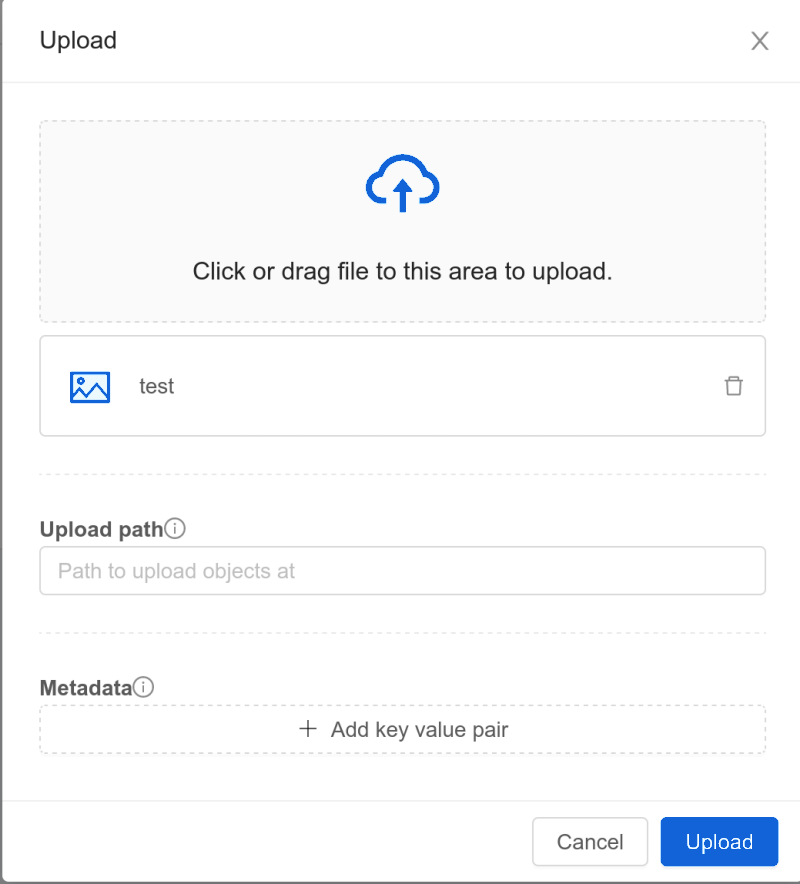 Upload
Click or drag file to this area to upload.
test
Upload path
Path to upload objects at
Metadata
Add key value pair
Cancel
Upload